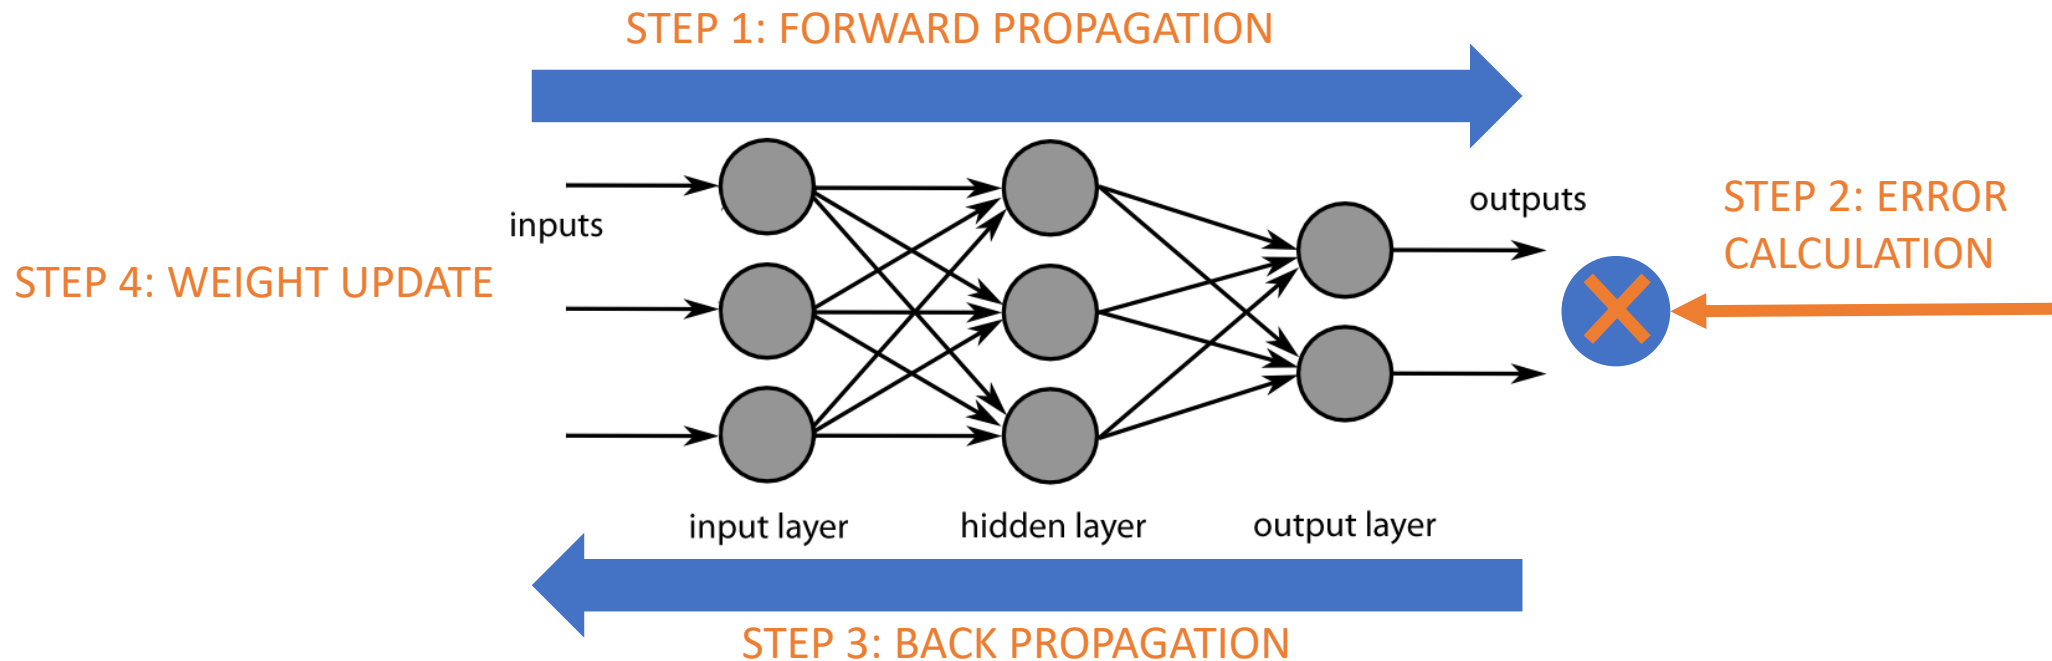 STEP 1: FORWARD PROPAGATION
inputs
outputs
STEP 2: ERROR
CALCULATION
STEP 4: WEIGHT UPDATE
input layer
hidden layer
output layer
STEP 3: BACK PROPAGATION